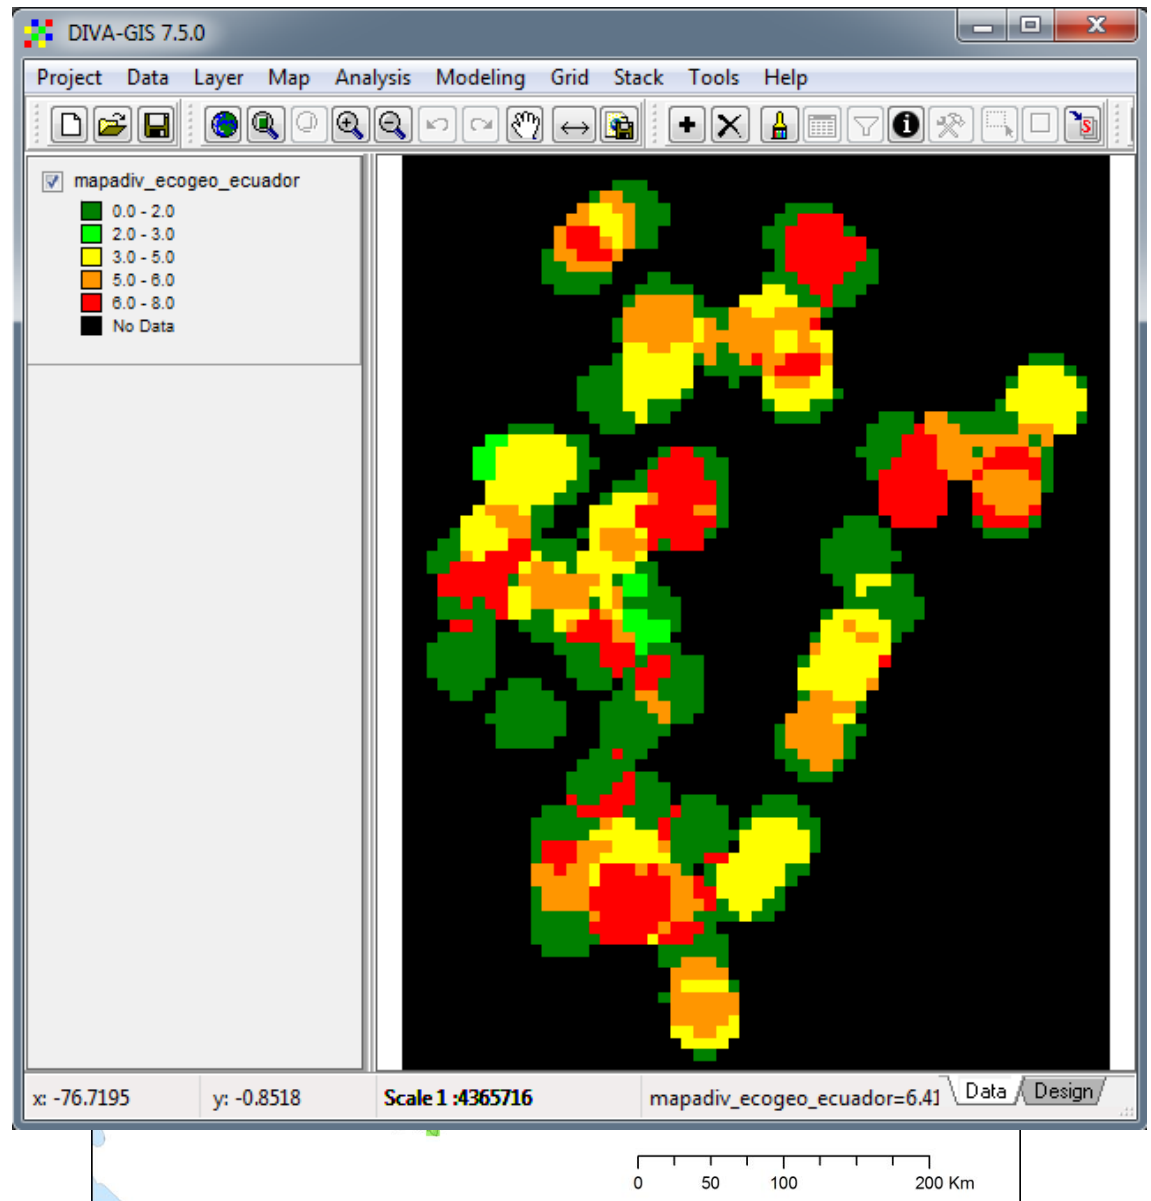 DIVA-GIS 7.5.0
Project Data Layer Map Analysis Modeling Grid Stack Tools Help
mapadiv_ecogeo_ecuador
0.0 - 2.0
2.0 - 3.0
3.0 - 5.0
5.0 - 6.0
6.0 - 8.0
No Data
x: -76.7195 y: -0.8518 Scale 1 :4365716 mapadiv_ecogeo_ecuador=6.41 Data Design
0 50 100 200 Km